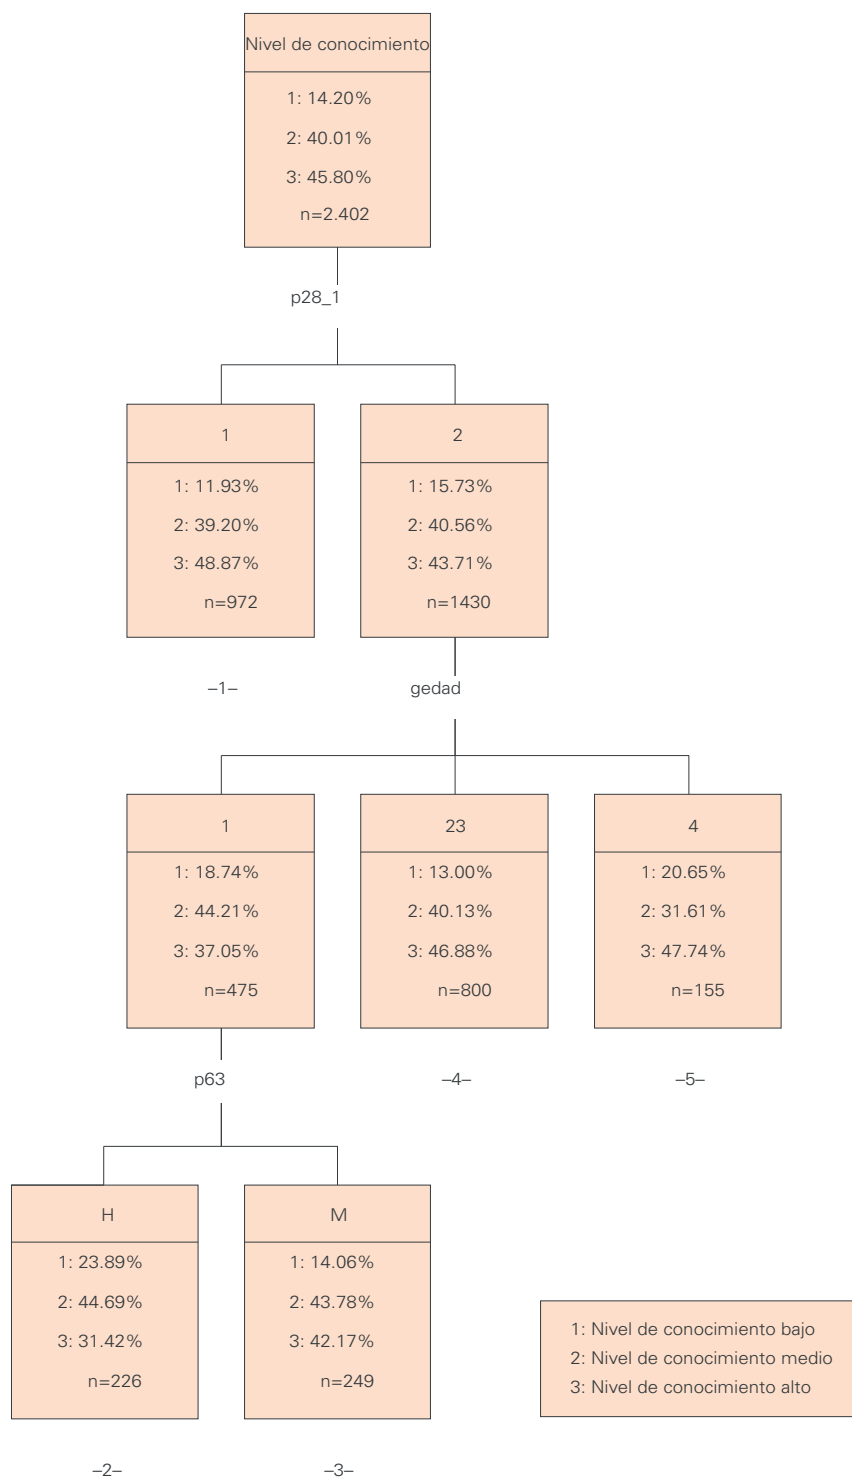 Nivel de conocimiento
1: 14.20%
2: 40.01%
3: 45.80%
n=2.402
p28_1
1
1: 11.93%
2: 39.20%
3: 48.87%
n=972
–1–
2
1: 15.73%
2: 40.56%
3: 43.71%
n=1430
gedad
1
1: 18.74%
2: 44.21%
3: 37.05%
n=475
p63
23
1: 13.00%
2: 40.13%
3: 46.88%
n=800
–4–
4
1: 20.65%
2: 31.61%
3: 47.74%
n=155
–5–
H
1: 23.89%
2: 44.69%
3: 31.42%
n=226
–2–
M
1: 14.06%
2: 43.78%
3: 42.17%
n=249
–3–
1: Nivel de conocimiento bajo
2: Nivel de conocimiento medio
3: Nivel de conocimiento alto